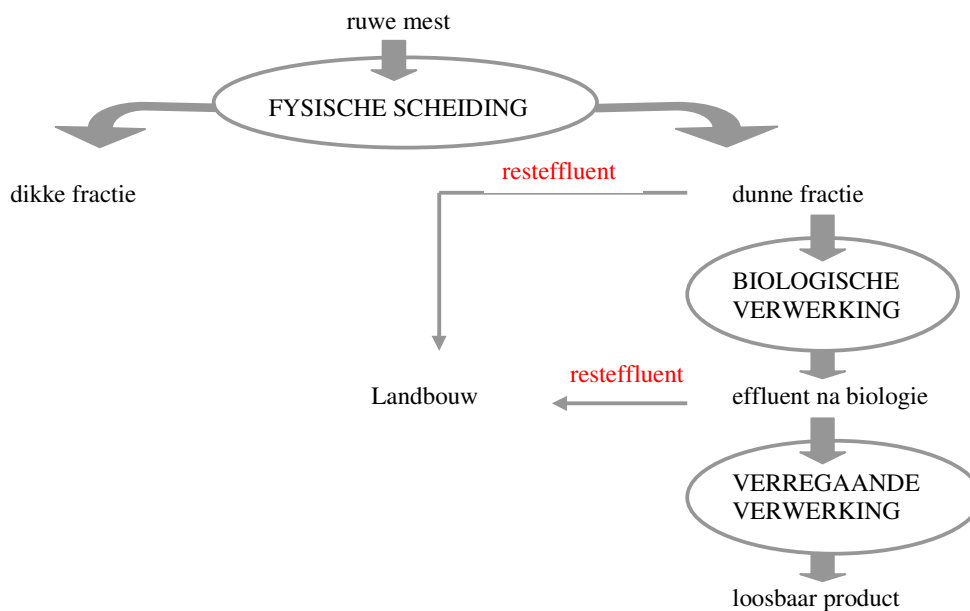 ruwe mest
FYSISCHE SCHEIDING
resteffluent
dikke fractie
dunne fractie
BIOLOGISCHE
VERWERKING
resteffluent
Landbouw
effluent na biologie
VERREGAANDE
VERWERKING
loosbaar product